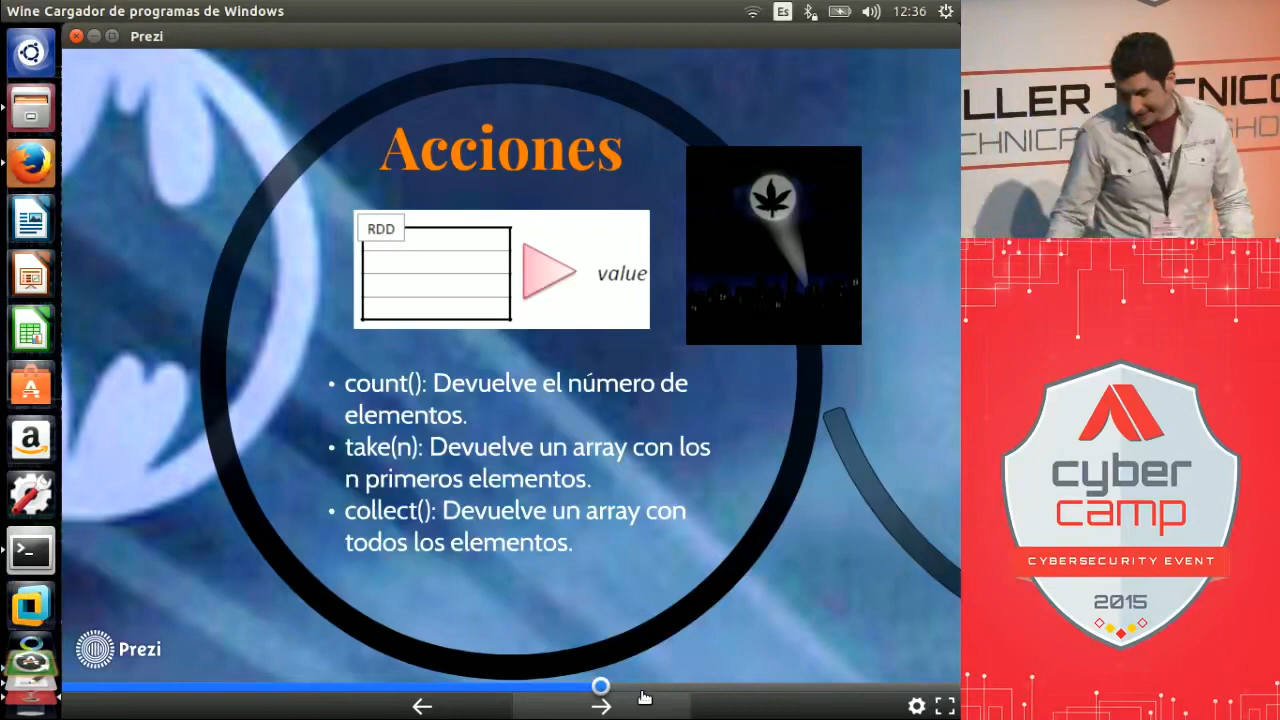 Wine Cargador de programas de Windows
Es
12:36
Prezi
Acciones
RDD
value
• count(): Devuelve el número de
elementos.
• take(n): Devuelve un array con los
n primeros elementos.
• collect(): Devuelve un array con
todos los elementos.
Prezi
LLER TÉCNICO
CHNICA
SHO
cyber
camp
CYBERSECURITY EVENT
2015